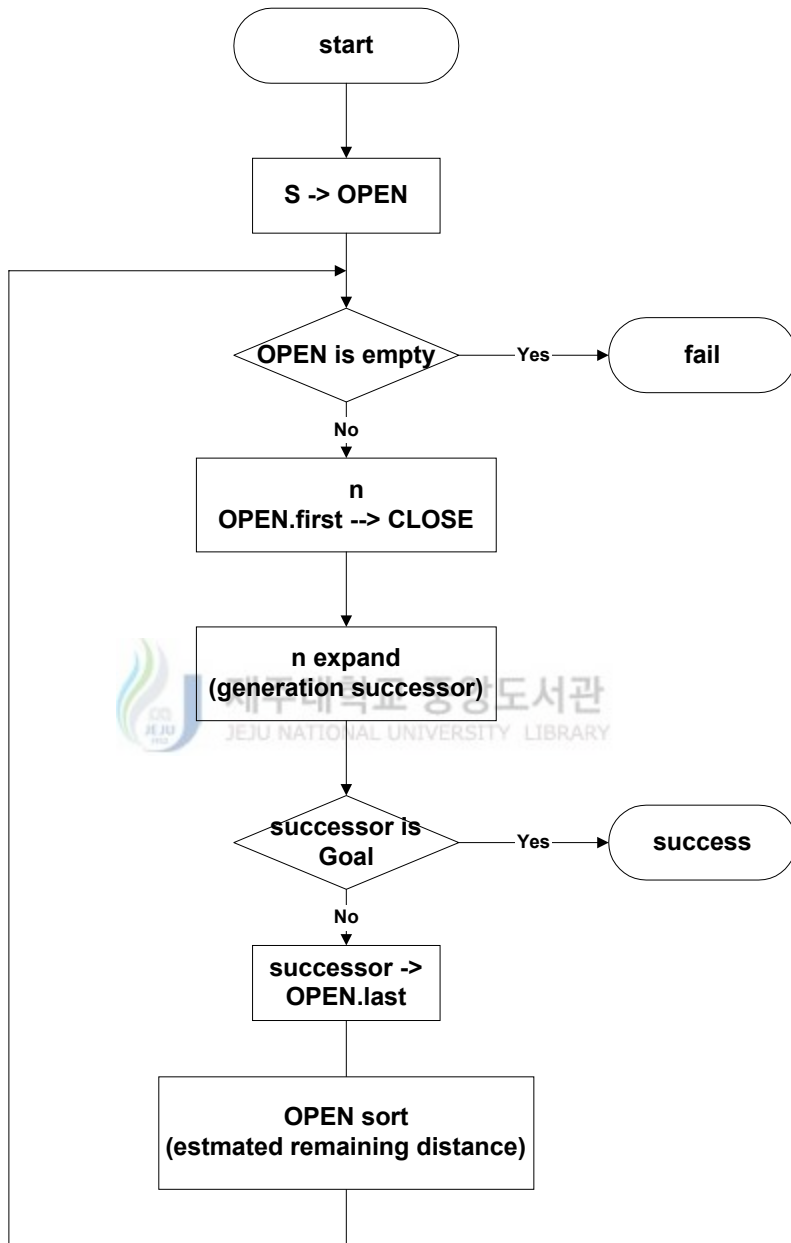 start
S -> OPEN
OPEN is empty
Yes
fail
No
n
OPEN.first --> CLOSE
n expand
(generation successor)
제주대학교 중앙도서관
JEJU NATIONAL UNIVERSITY LIBRARY
JEJU
1952
successor is
Goal
Yes
success
No
successor ->
OPEN.last
OPEN sort
(estmated remaining distance)